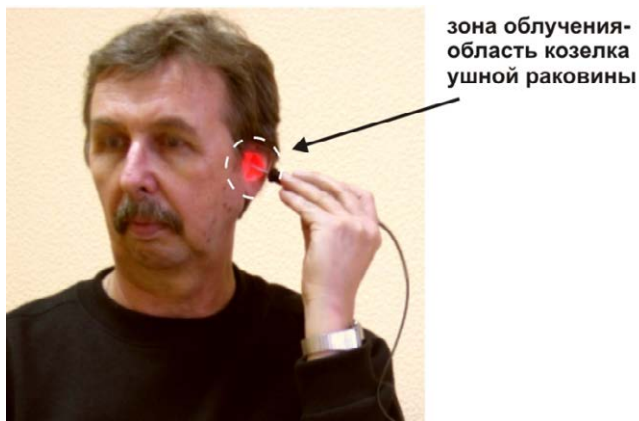 зона облучения-
область козелка
ушной раковины